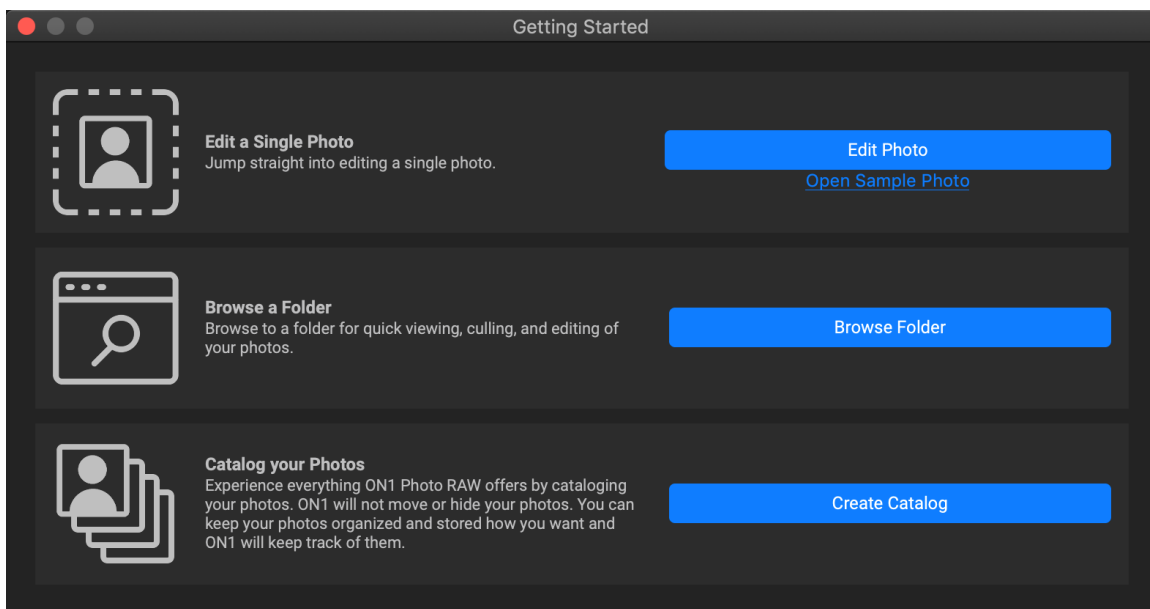 Getting Started
Edit a Single Photo
Jump straight into editing a single photo.
Edit Photo
Open Sample Photo
Browse a Folder
Browse to a folder for quick viewing, culling, and editing of
your photos.
Browse Folder
Catalog your Photos
Experience everything ON1 Photo RAW offers by cataloging
your photos. ON1 will not move or hide your photos. You can
keep your photos organized and stored how you want and
ON1 will keep track of them.
Create Catalog